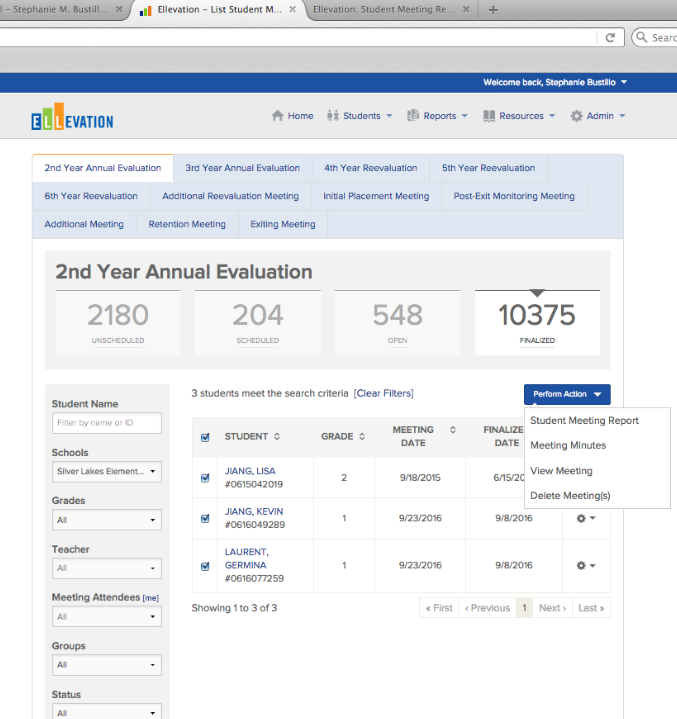 l – Stephanie M. Bustill... × Ellevation – List Student M... × Ellevation: Student Meeting Re... × +
Searc
Welcome back, Stephanie Bustillo
ELLEVATION Home Students Reports Resources Admin
2nd Year Annual Evaluation 3rd Year Annual Evaluation 4th Year Reevaluation 5th Year Reevaluation
6th Year Reevaluation Additional Reevaluation Meeting Initial Placement Meeting Post-Exit Monitoring Meeting
Additional Meeting Retention Meeting Exiting Meeting
2nd Year Annual Evaluation
2180 204 548 10375
UNSCHEDULED SCHEDULED OPEN FINALIZED
3 students meet the search criteria [Clear Filters] Perform Action
Student Meeting Report
Meeting Minutes
View Meeting
Delete Meeting(s)
Student Name
Filter by name or ID
Schools
Silver Lakes Element...
Grades
All
Teacher
All
Meeting Attendees [me]
All
Groups
All
Status
All
STUDENT GRADE MEETING DATE FINALIZE DATE
JIANG, LISA
#0615042019 2 9/18/2015 6/15/20
JIANG, KEVIN
#0616049289 1 9/23/2016 9/8/2016
LAURENT,
GERMINA 1 9/23/2016 9/8/2016
#0616077259
Showing 1 to 3 of 3 « First ‹ Previous 1 Next › Last »